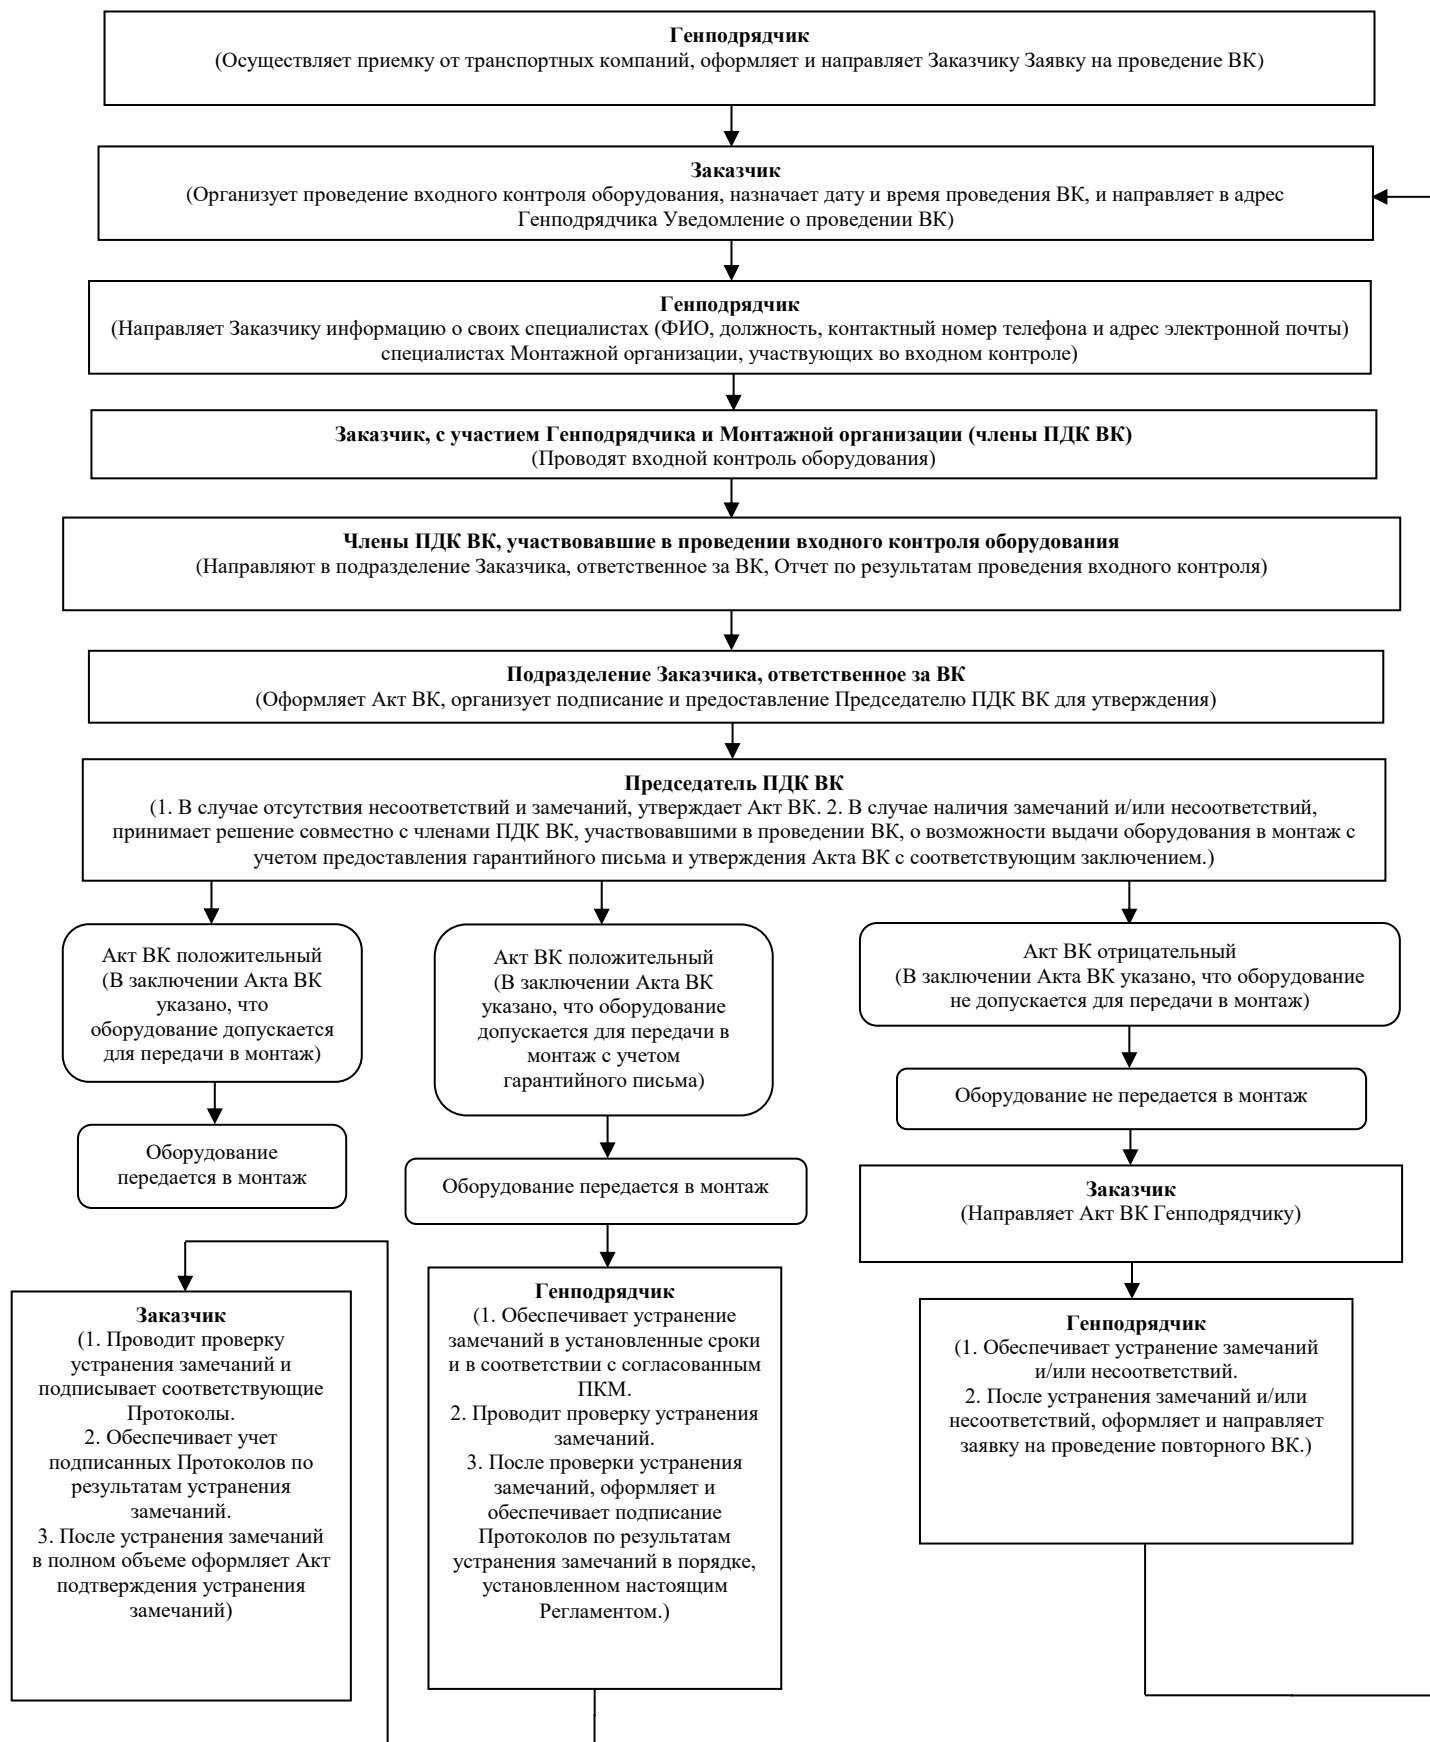 Генподрядчик
(Осуществляет приемку от транспортных компаний, оформляет и направляет Заказчику Заявку на проведение ВК)
Заказчик
(Организует проведение входного контроля оборудования, назначает дату и время проведения ВК, и направляет в адрес
Генподрядчика Уведомление о проведении ВК)
Генподрядчик
(Направляет Заказчику информацию о своих специалистах (ФИО, должность, контактный номер телефона и адрес электронной почты)
специалистах Монтажной организации, участвующих во входном контроле)
Заказчик, с участием Генподрядчика и Монтажной организации (члены ПДК ВК)
(Проводят входной контроль оборудования)
Члены ПДК ВК, участвовавшие в проведении входного контроля оборудования
(Направляют в подразделение Заказчика, ответственное за ВК, Отчет по результатам проведения входного контроля)
Подразделение Заказчика, ответственное за ВК
(Оформляет Акт ВК, организует подписание и предоставление Председателю ПДК ВК для утверждения)
Председатель ПДК ВК
(1. В случае отсутствия несоответствий и замечаний, утверждает Акт ВК. 2. В случае наличия замечаний и/или несоответствий,
принимает решение совместно с членами ПДК ВК, участвовавшими в проведении ВК, о возможности выдачи оборудования в монтаж с
учетом предоставления гарантийного письма и утверждения Акта ВК с соответствующим заключением.)
Акт ВК положительный
(В заключении Акта ВК
указано, что
оборудование допускается
для передачи в монтаж)
Оборудование
передается в монтаж
Акт ВК положительный
(В заключении Акта ВК
указано, что оборудование
допускается для передачи в
монтаж с учетом
гарантийного письма)
Оборудование передается в монтаж
Акт ВК отрицательный
(В заключении Акта ВК указано, что оборудование
не допускается для передачи в монтаж)
Оборудование не передается в монтаж
Заказчик
(Направляет Акт ВК Генподрядчику)
Заказчик
(1. Проводит проверку
устранения замечаний и
подписывает соответствующие
Протоколы.
2. Обеспечивает учет
подписанных Протоколов по
результатам устранения
замечаний.
3. После устранения замечаний
в полном объеме оформляет Акт
подтверждения устранения
замечаний)
Генподрядчик
(1. Обеспечивает устранение
замечаний в установленные сроки
и в соответствии с согласованным
ПКМ.
2. Проводит проверку устранения
замечаний.
3. После проверки устранения
замечаний, оформляет и
обеспечивает подписание
Протоколов по результатам
устранения замечаний в порядке,
установленном настоящим
Регламентом.)
Генподрядчик
(1. Обеспечивает устранение замечаний
и/или несоответствий.
2. После устранения замечаний и/или
несоответствий, оформляет и направляет
заявку на проведение повторного ВК.)